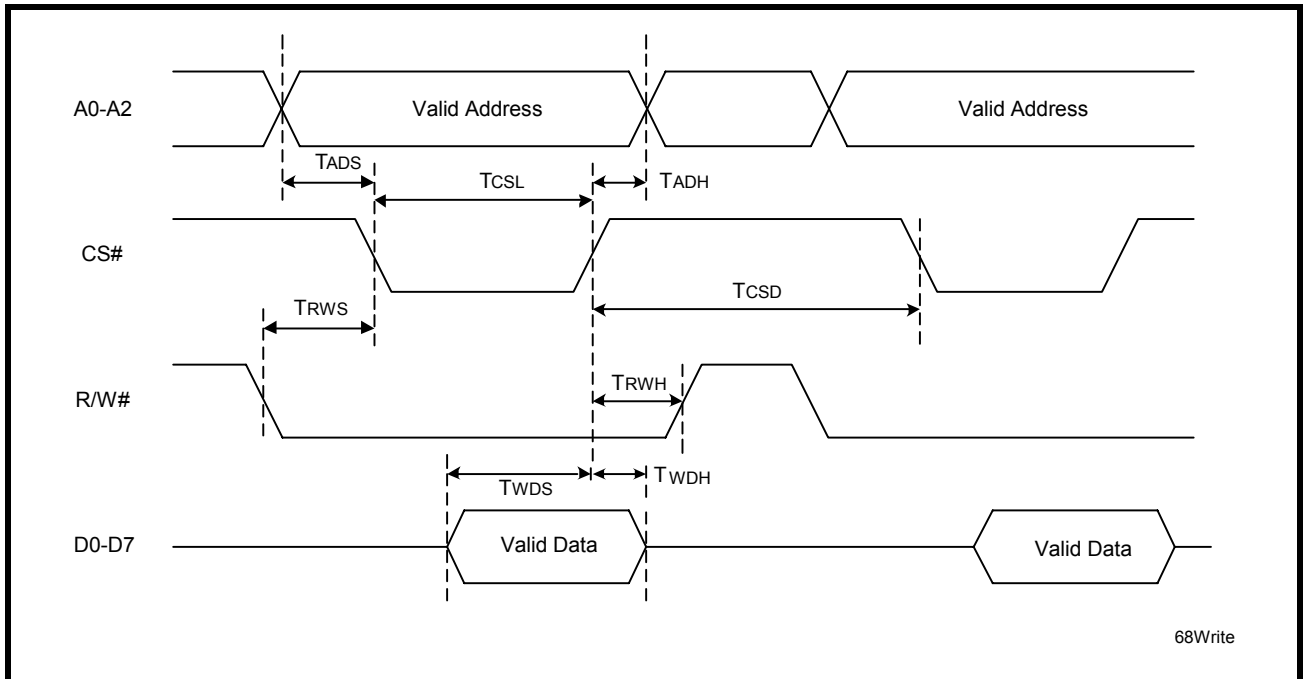 A0-A2
Valid Address
Valid Address
TADS
TCSL
TADH
CS#
TCSD
TRWS
TRWH
R/W#
TWDS
TWDH
D0-D7
Valid Data
Valid Data
68Write